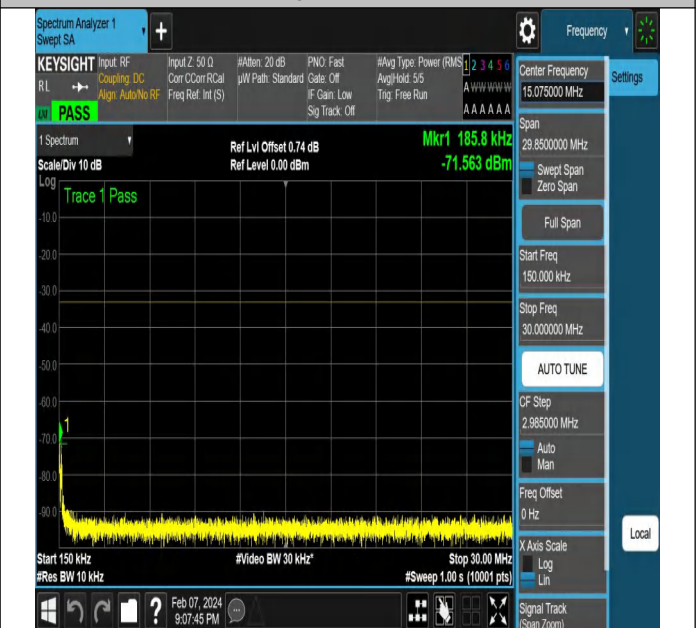 Spectrum Analyzer 1
Swept SA
Frequency
KEYSIGHT
RL
PASS
Input: RF
Coupling: DC
Align: Auto/No RF
Input Z: 50 Ω
Corr CCorr RCal
Freq Ref: Int (S)
#Atten: 20 dB
µW Path: Standard
PNO: Fast
Gate: Off
IF Gain: Low
Sig Track: Off
#Avg Type: Power (RMS
Avg|Hold: 5/5
Trig: Free Run
1 2 3 4 5 6
A W W W W W
A A A A A A
1 Spectrum
Scale/Div 10 dB
Ref Lvl Offset 0.74 dB
Ref Level 0.00 dBm
Mkr1 185.8 kHz
-71.563 dBm
Log
Trace 1 Pass
-10.0
-20.0
-30.0
-40.0
-50.0
-60.0
-70.0
-80.0
-90.0
1
Start 150 kHz
#Res BW 10 kHz
#Video BW 30 kHz*
Stop 30.00 MHz
#Sweep 1.00 s (10001 pts)
Feb 07, 2024
9:07:45 PM
Center Frequency
15.075000 MHz
Settings
Span
29.8500000 MHz
Swept Span
Zero Span
Full Span
Start Freq
150.000 kHz
Stop Freq
30.000000 MHz
AUTO TUNE
CF Step
2.985000 MHz
Auto
Man
Freq Offset
0 Hz
Local
X Axis Scale
Log
Lin
Signal Track
(Span Zoom)